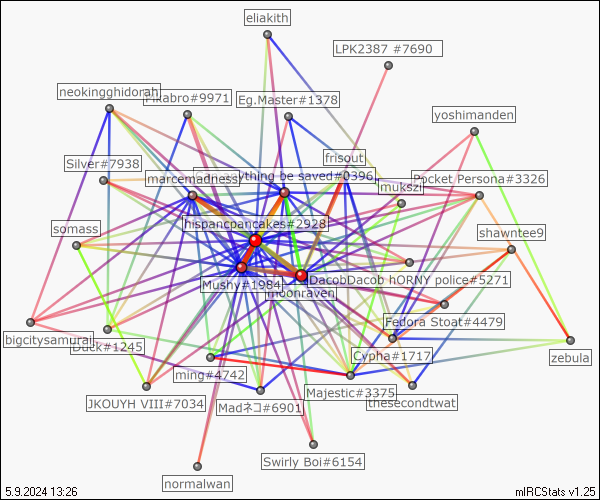 eliakith
LPK2387 #7690
neokingghidorah
Pikabro#9971
Eg.Master#1378
yoshimanden
frisout
Silver#7938
marcemadness
ything be saved#0396
mukszi
Pocket Persona#3326
hispancpancakes#2928
somass
shawntee9
Mushy#1984
DacobDacob hORNY police#5271
moonraven
Fedora Stoat#4479
bigcitysamurai
Duck#1245
Cypha#1717
zebula
ming#4742
Majestic#3375
JKOUYH VIII#7034
Madネコ#6901
thesecondtwat
Swirly Boi#6154
normalwan
5.9.2024 13:26
mIRCStats v1.25